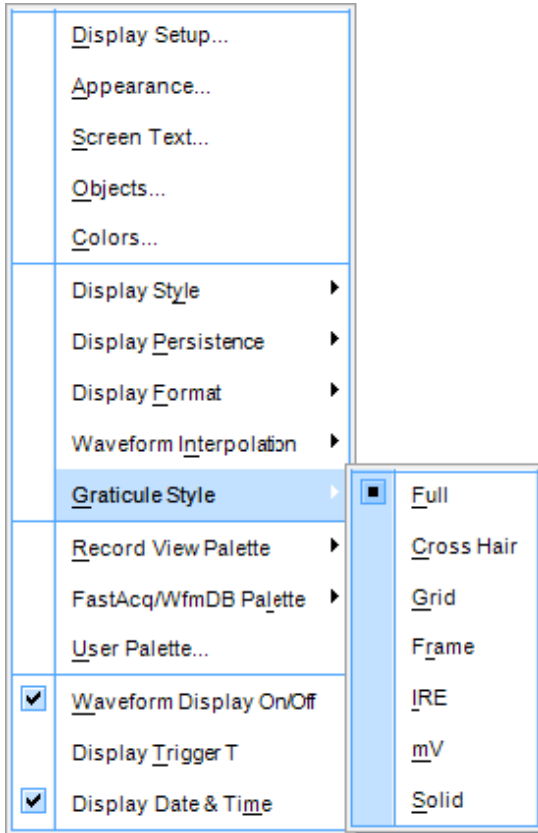 Display Setup...
Appearance...
Screen Text...
Objects...
Colors...
Display Style
Display Persistence
Display Format
Waveform Interpolation
Graticule Style
Record View Palette
FastAcq/WfmDB Palette
User Palette...
Waveform Display On/Off
Display Trigger T
Display Date & Time
Full
Cross Hair
Grid
Frame
IRE
mV
Solid